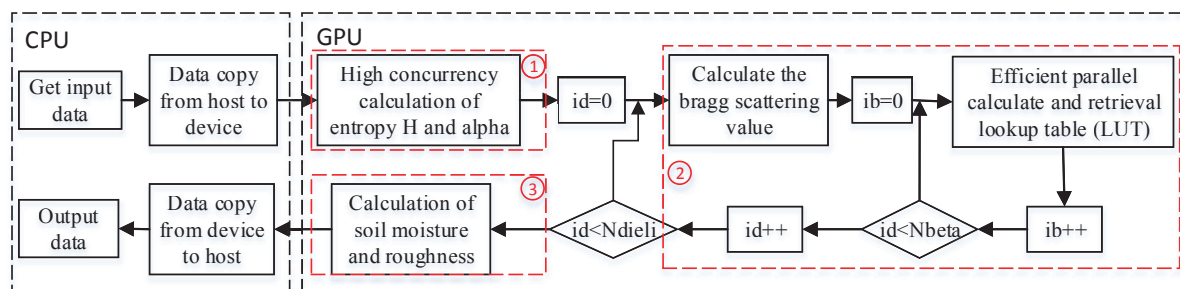 CPU
GPU
Get input
data
Data copy
from host to
device
High concurrency
calculation of
entropy H and alpha
1
id=0
Calculate the
bragg scattering
value
ib=0
Efficient parallel
calculate and retrieval
lookup table (LUT)
2
ib++
id<Nbeta
id++
id<Ndieli
3
Calculation of
soil moisture
and roughness
Data copy
from device
to host
Output
data